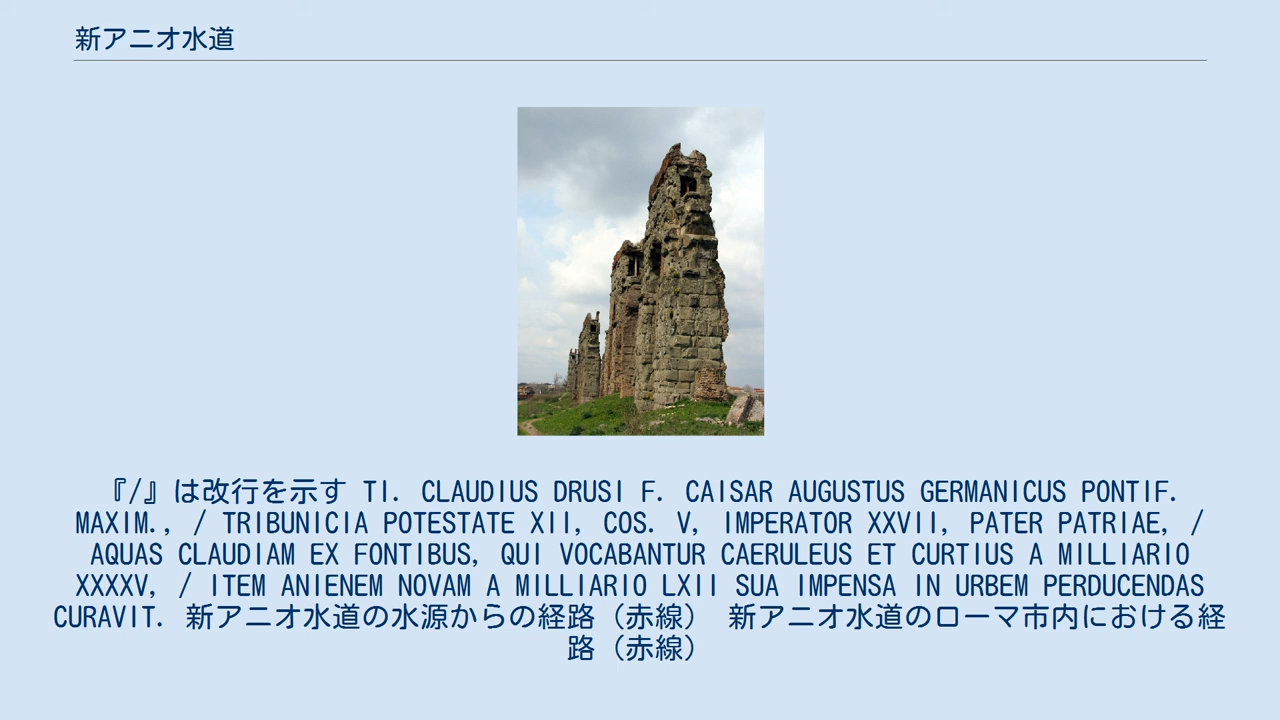 新アニオ水道
『/』は改行を示す TI. CLAUDIUS DRUSI F. CAISAR AUGUSTUS GERMANICUS PONTIF.
MAXIM., / TRIBUNICIA POTESTATE XII, COS. V, IMPERATOR XXVII, PATER PATRIAE, /
AQUAS CLAUDIAM EX FONTIBUS, QUI VOCABANTUR CAERULEUS ET CURTIUS A MILLIARIO
XXXXV, / ITEM ANIENEM NOVAM A MILLIARIO LXII SUA IMPENSA IN URBEM PERDUCENDAS
CURAVIT. 新アニオ水道の水源からの経路（赤線） 新アニオ水道のローマ市内における経
路（赤線）